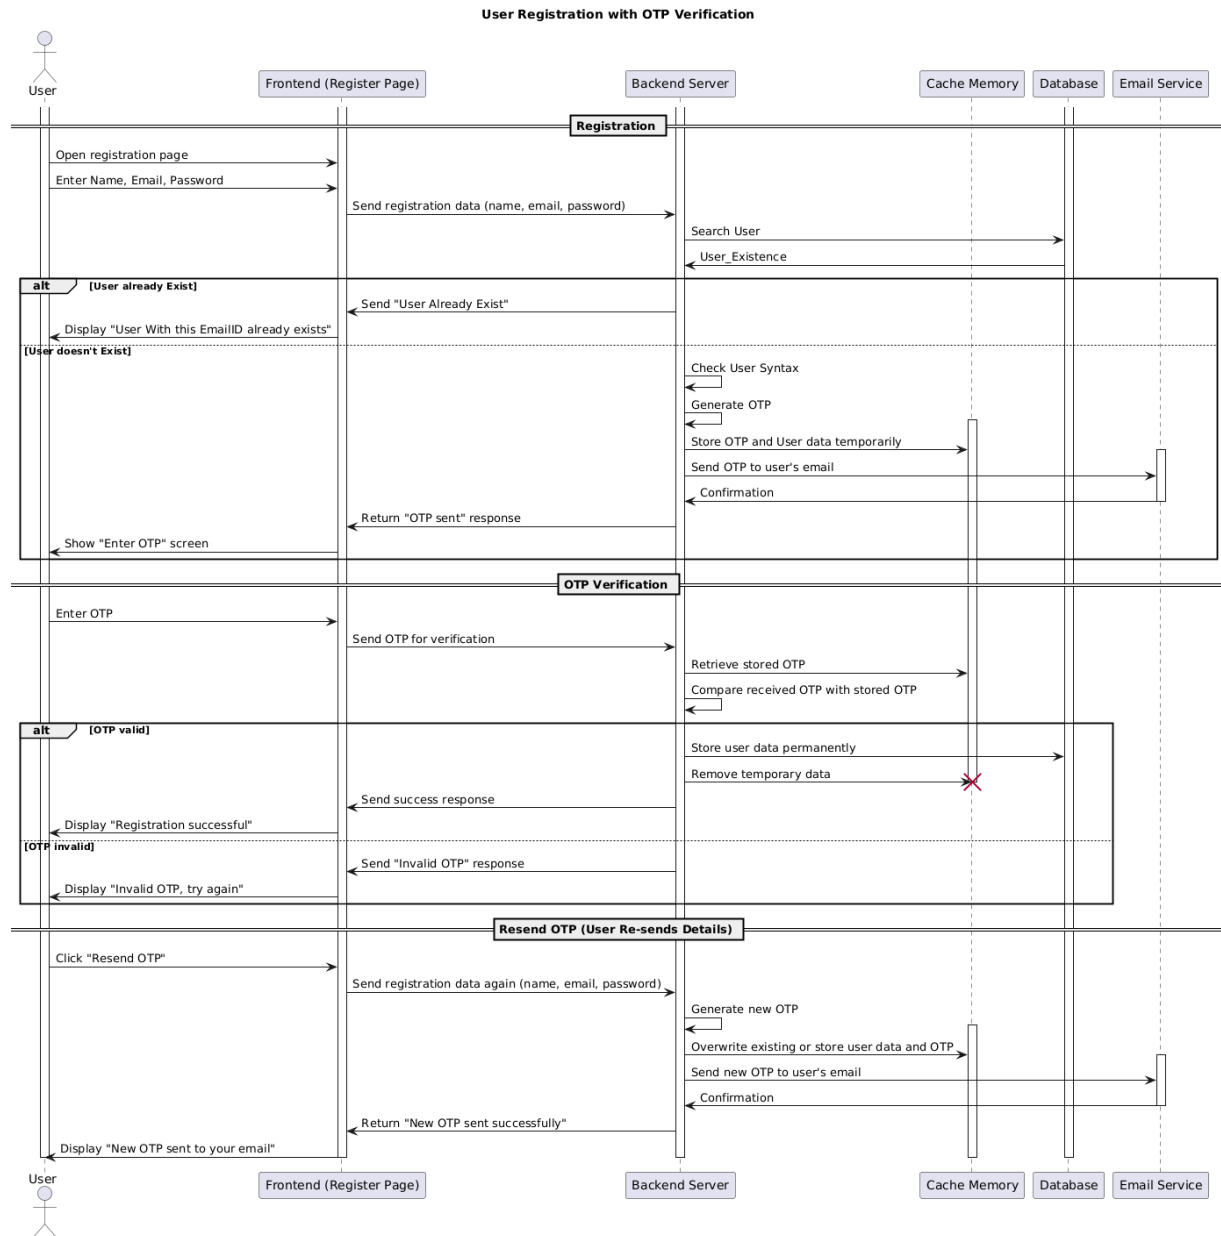 User Registration with OTP Verification
User
Frontend (Register Page)
Backend Server
Cache Memory
Database
Email Service
Registration
Open registration page
Enter Name, Email, Password
Send registration data (name, email, password)
Search User
User_Existence
alt
[User already Exist]
Send "User Already Exist"
Display "User With this EmailID already exists"
[User doesn't Exist]
Check User Syntax
Generate OTP
Store OTP and User data temporarily
Send OTP to user's email
Confirmation
Return "OTP sent" response
Show "Enter OTP" screen
OTP Verification
Enter OTP
Send OTP for verification
Retrieve stored OTP
Compare received OTP with stored OTP
alt
[OTP valid]
Store user data permanently
Remove temporary data
Send success response
Display "Registration successful"
[OTP invalid]
Send "Invalid OTP" response
Display "Invalid OTP, try again"
Resend OTP (User Re-sends Details)
Click "Resend OTP"
Send registration data again (name, email, password)
Generate new OTP
Overwrite existing or store user data and OTP
Send new OTP to user's email
Confirmation
Return "New OTP sent successfully"
Display "New OTP sent to your email"
User
Frontend (Register Page)
Backend Server
Cache Memory
Database
Email Service